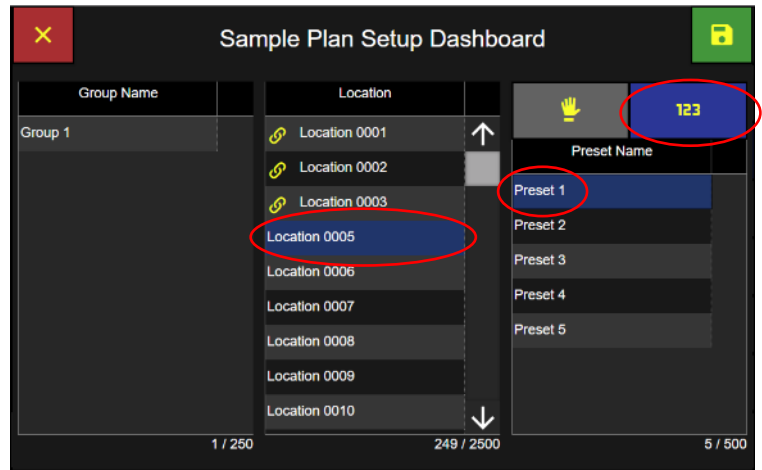 Sample Plan Setup Dashboard
Group Name
Group 1
1 / 250
Location
Location 0001
Location 0002
Location 0003
Location 0005
Location 0006
Location 0007
Location 0008
Location 0009
Location 0010
249 / 2500
123
Preset Name
Preset 1
Preset 2
Preset 3
Preset 4
Preset 5
5 / 500